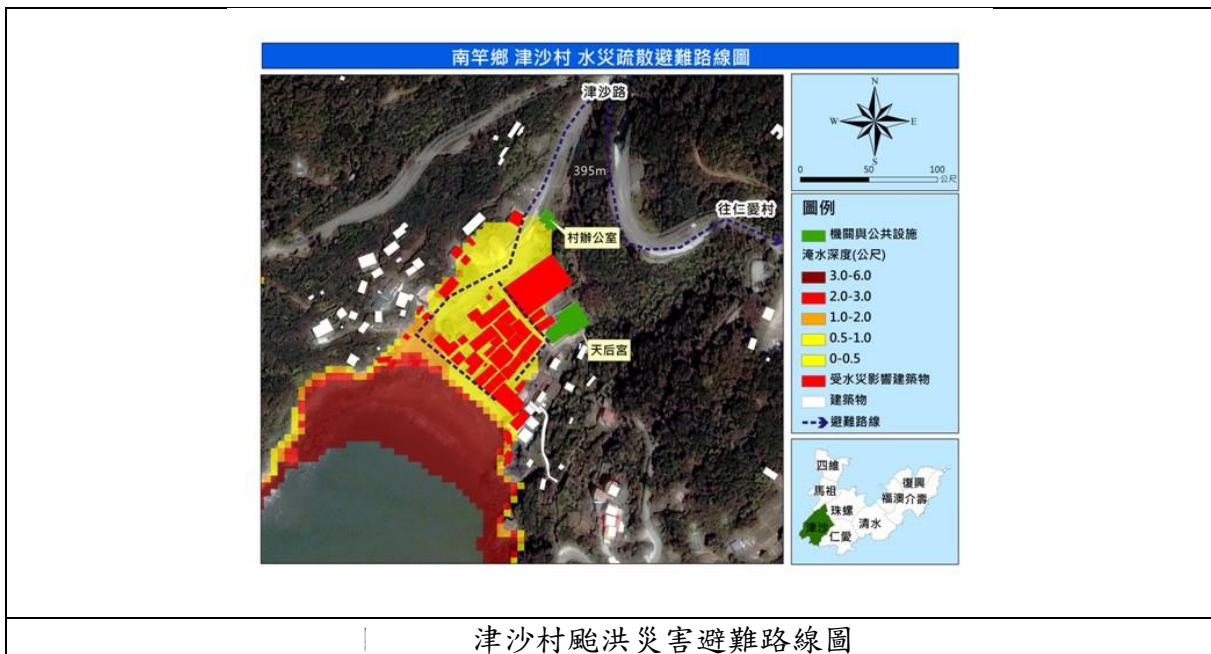 南竿鄉 津沙村 水災疏散避難路線圖
津沙路
395m
往仁愛村
村辦公室
天后宮
N
W
E
S
0
50
100
公尺
圖例
機關與公共設施
淹水深度(公尺)
3.0-6.0
2.0-3.0
1.0-2.0
0.5-1.0
0-0.5
受水災影響建築物
建築物
避難路線
四維
馬祖
復興
福澳
介壽
珠螺
清水
津沙
仁愛
津沙村颱洪災害避難路線圖